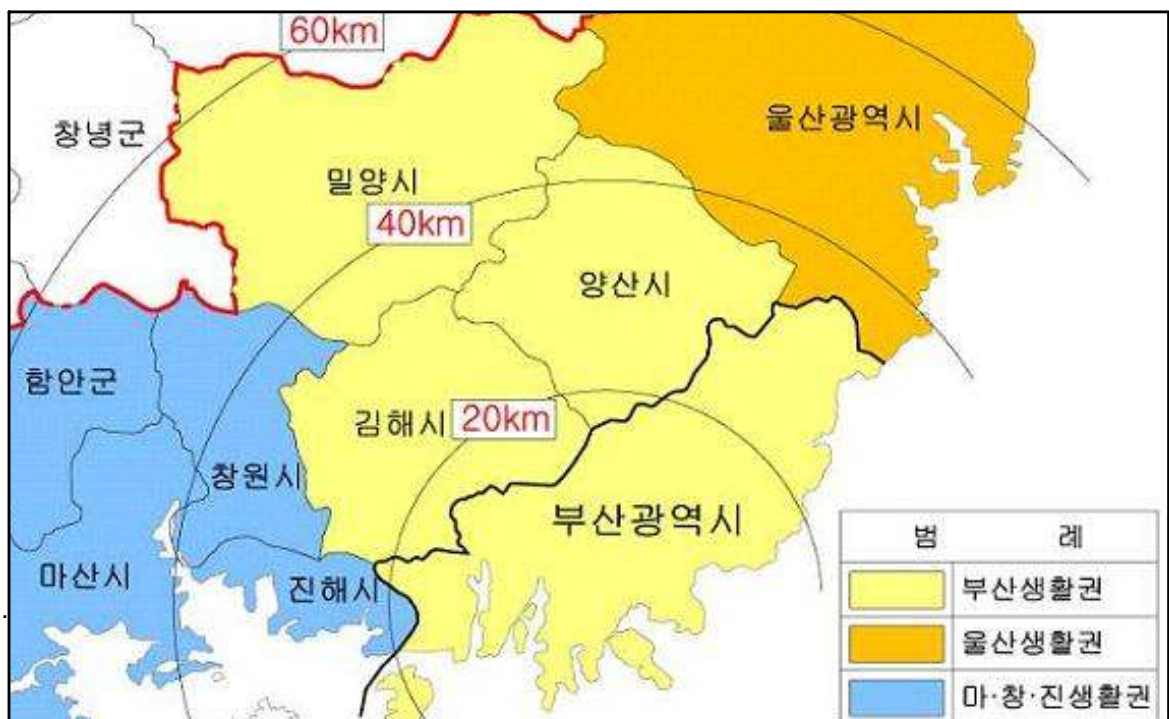 60km
창녕군
울산광역시
밀양시
40km
양산시
함안군
김해시
20km
창원시
부산광역시
마산시
진해시
범 례
부산생활권
울산생활권
마·창·진생활권